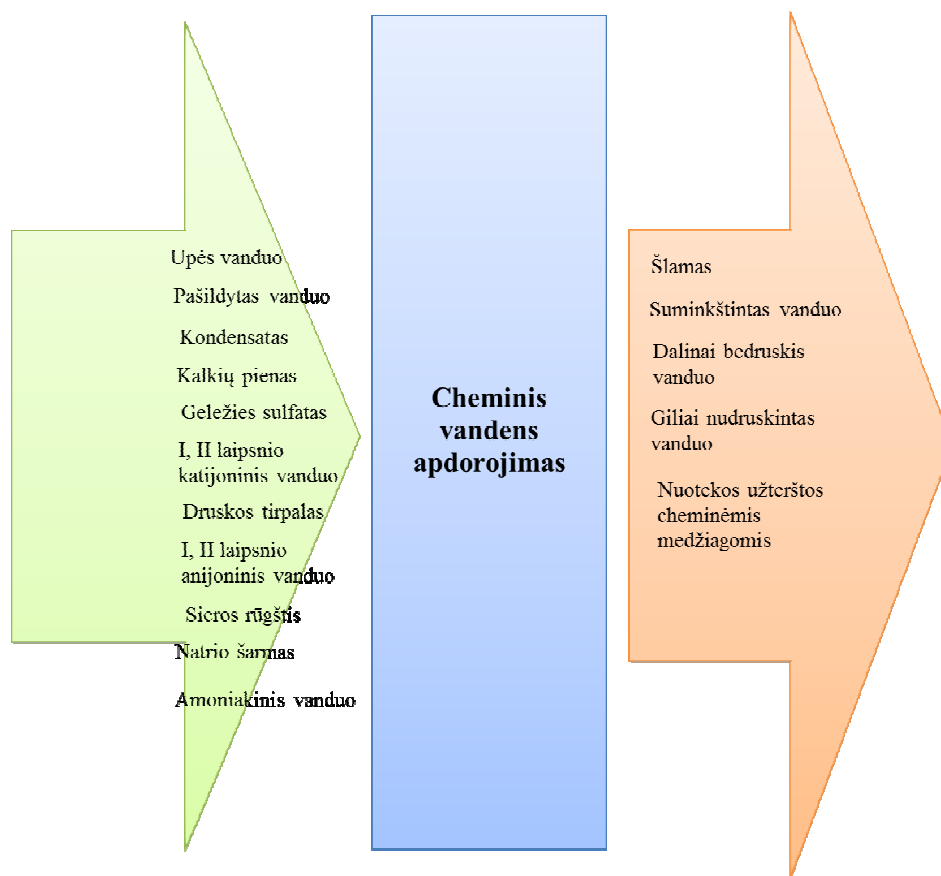 Upės vanduo
Pašildytas vanduo
Kondensatas
Kalkių pienas
Geležies sulfatas
I, II laipsnio
katijoninis vanduo
Druskos tirpalas
I, II laipsnio
anijoninis vanduo
Sieros rūgštis
Natrio šarmas
Amoniakinis vanduo
Cheminis
vandens
apdorojimas
Šlamas
Suminkštintas vanduo
Dalinai bedruskis
vanduo
Giliai nudruskintas
vanduo
Nuotekos užterštos
cheminėmis
medžiagomis